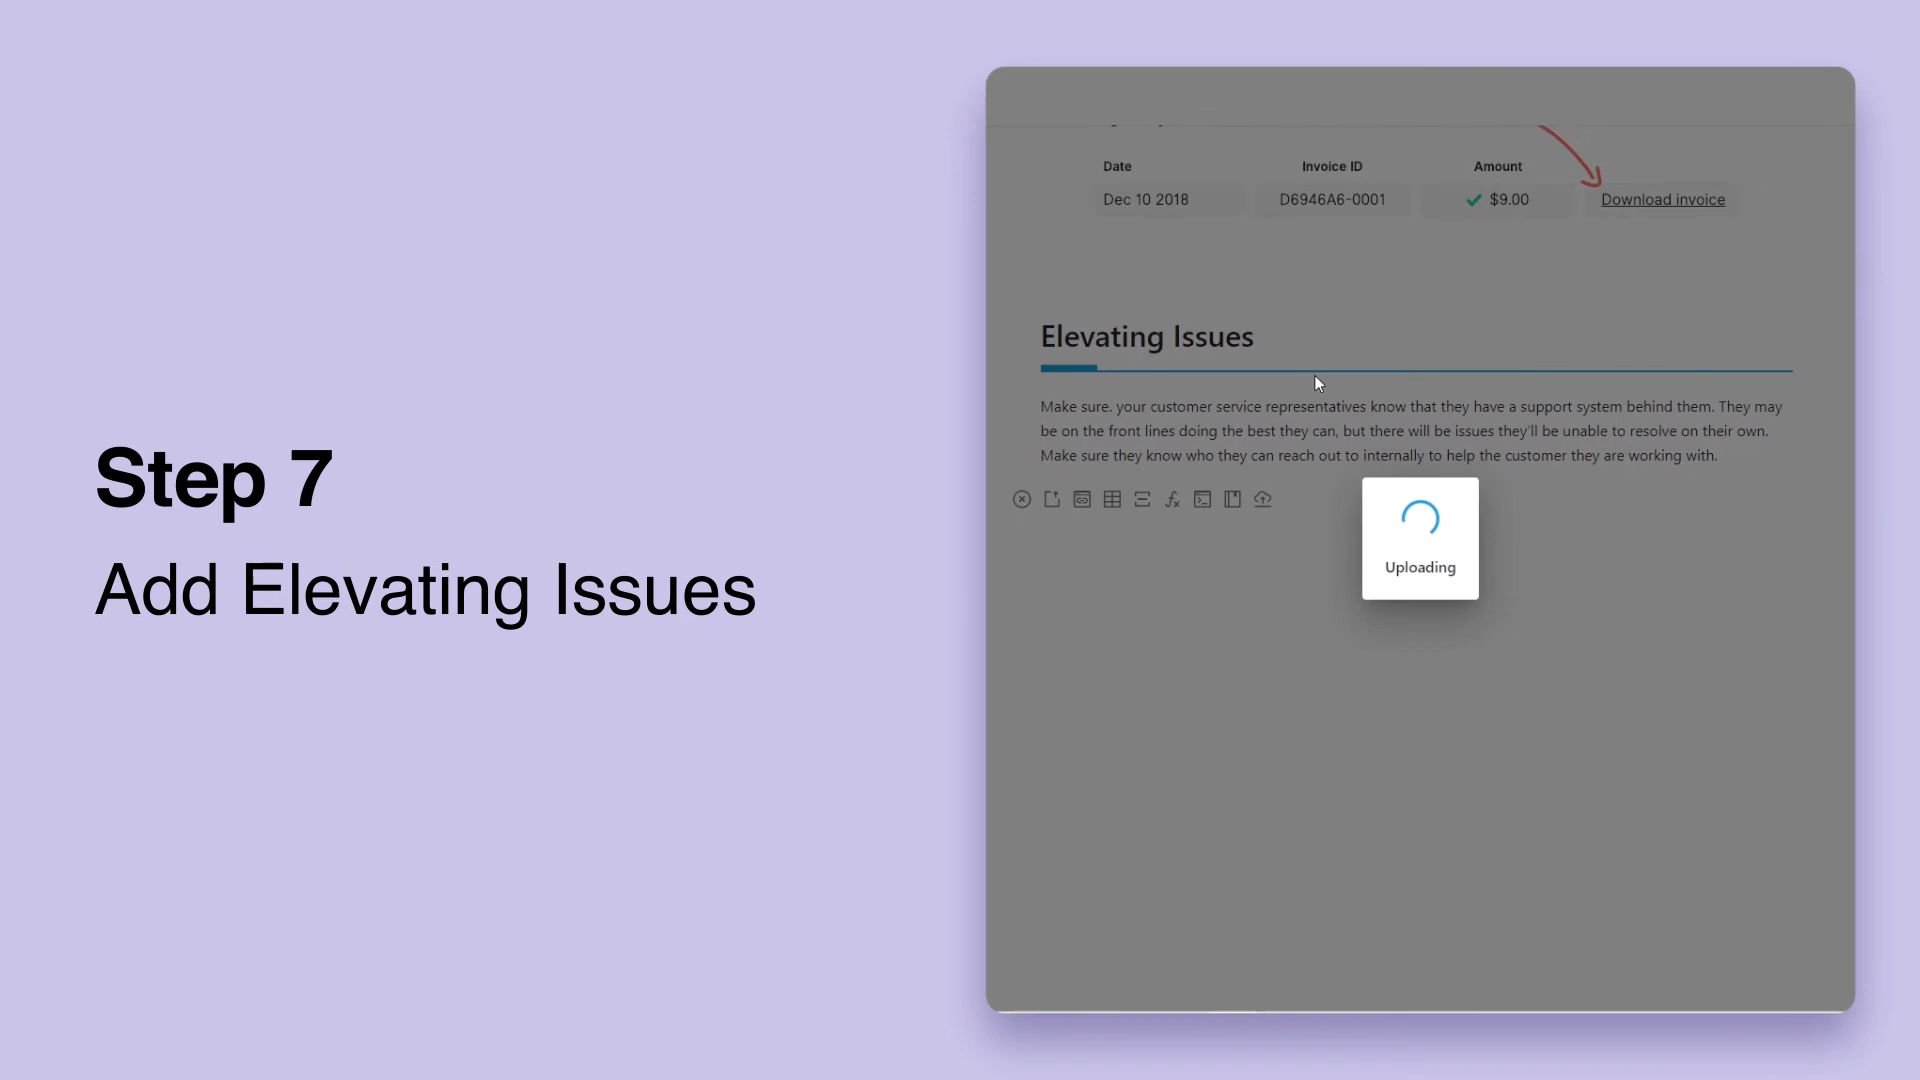 Step 7
Add Elevating Issues
Date Invoice ID Amount
Dec 10 2018 D6946A6-0001 $9.00 Download invoice
Elevating Issues
Make sure. your customer service representatives know that they have a support system behind them. They may
be on the front lines doing the best they can, but there will be issues they'll be unable to resolve on their own.
Make sure they know who they can reach out to internally to help the customer they are working with.
Uploading